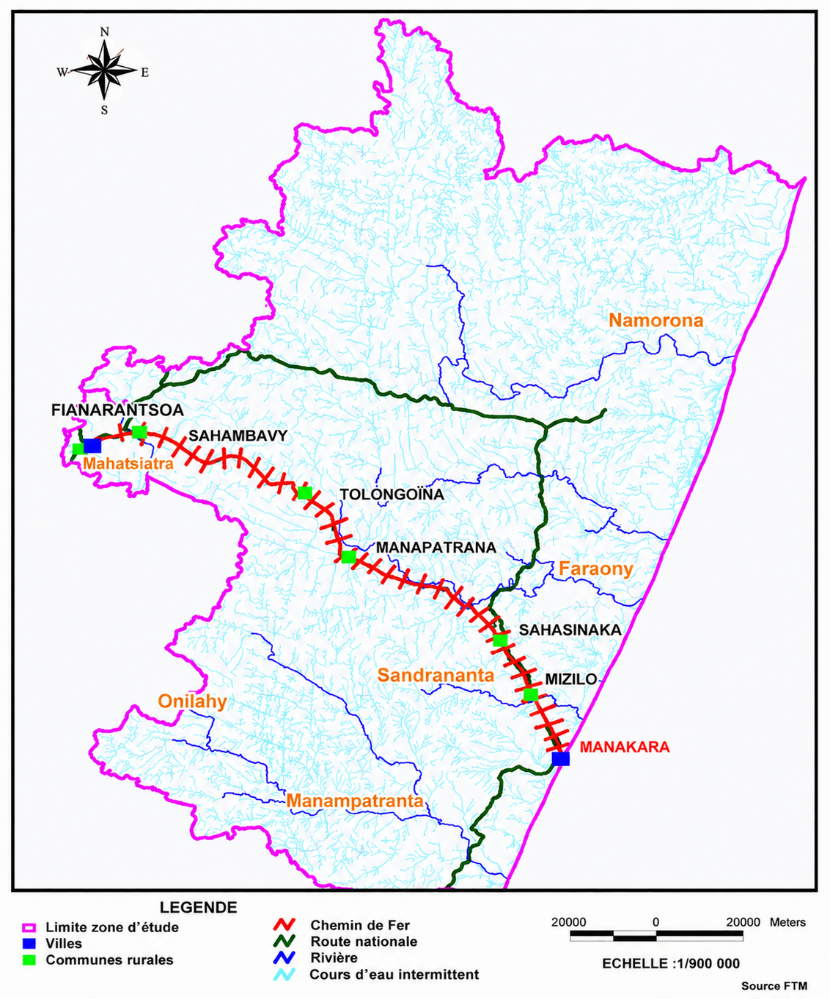 N
W
E
S
Namorona
FIANARANTSOA
SAHAMBAVY
Mahatsiatra
TOLONGOÏNA
MANAPATRANA
Faraony
SAHASINAKA
Sandrananta
MIZILO
Onilahy
MANAKARA
Manampatranta
LEGENDE
Limite zone d'étude
Villes
Communes rurales
Chemin de Fer
Route nationale
Rivière
Cours d'eau intermittent
20000 0 20000 Meters
ECHELLE :1/900 000
Source FTM